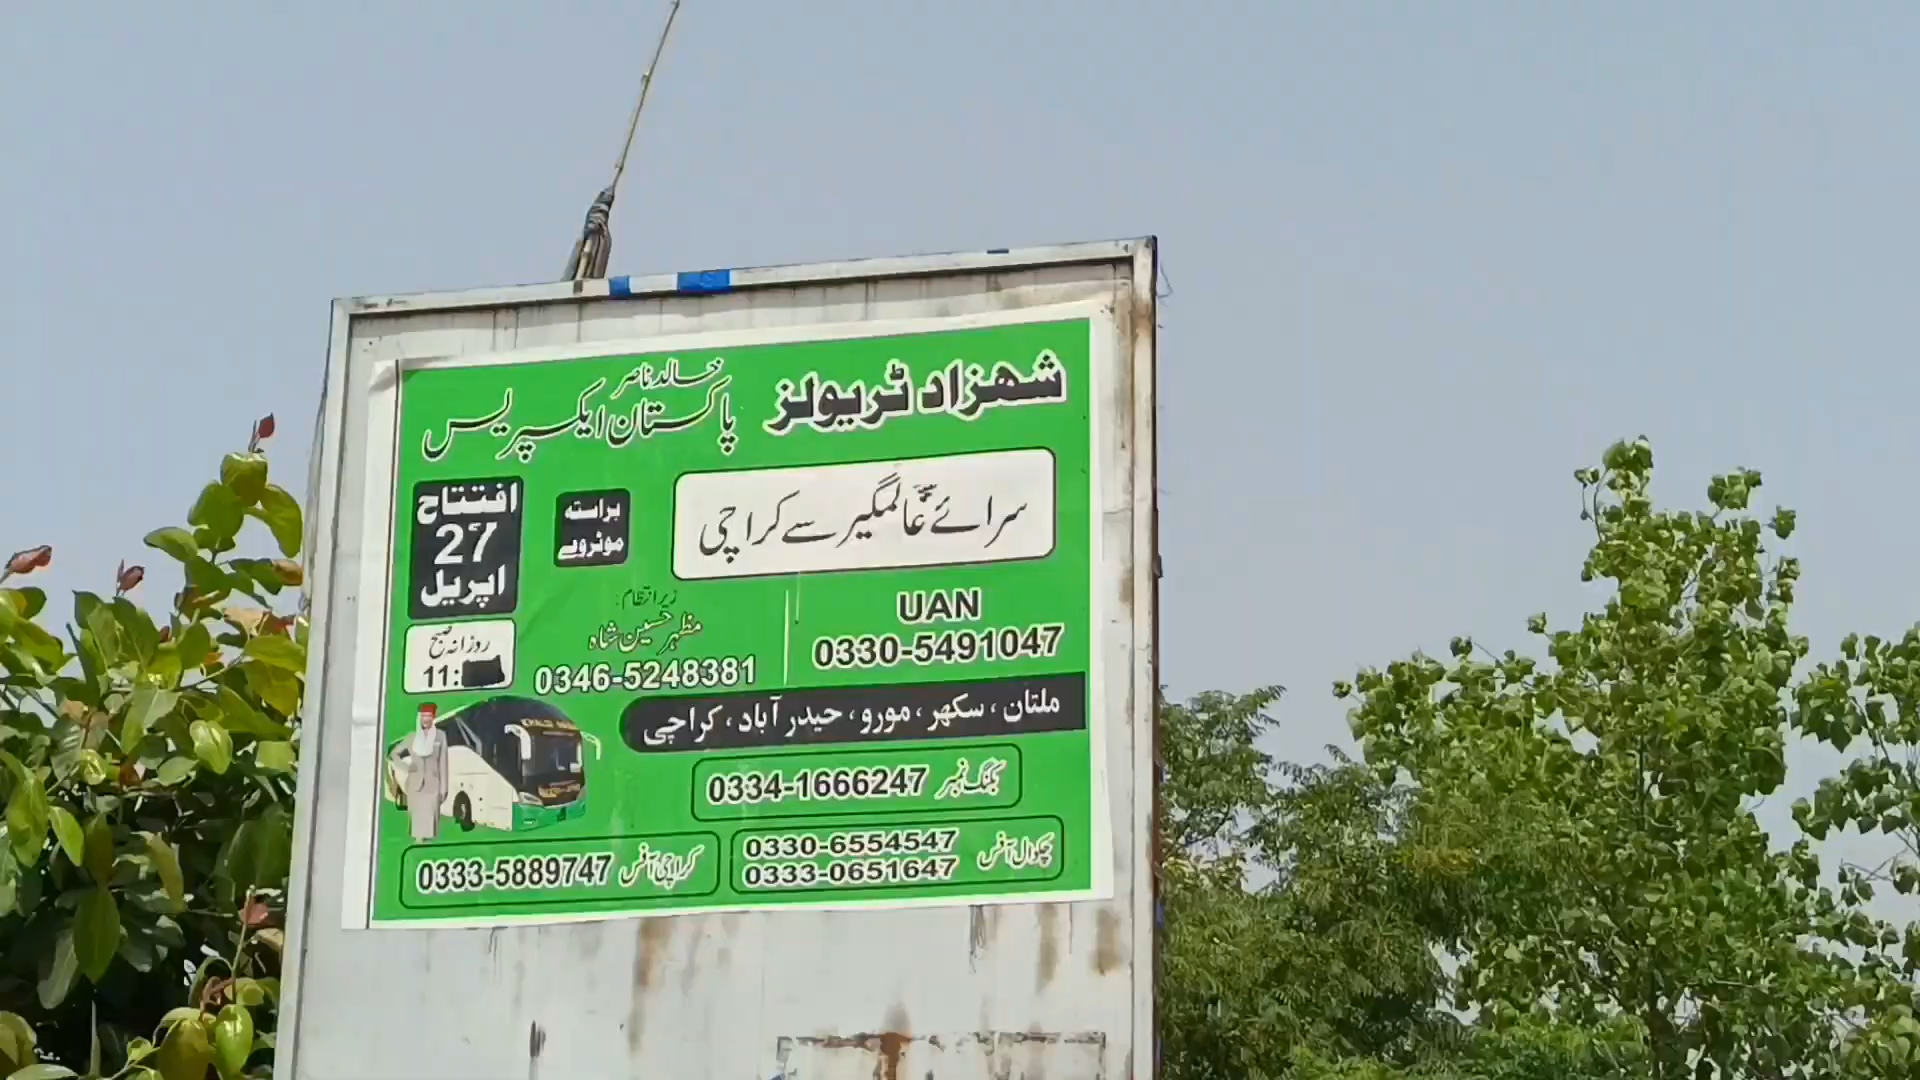 شهزاد ٹریولز
خالد ناصر
پاکستان ایکسپریس
سرائے عالمگیر سے کراچی
براستہ
موٹروے
افتتاح
27
اپریل
روزانہ صبح
11:
زیر انتظام:
مظہر حسین شاہ
0346-5248381
UAN
0330-5491047
ملتان، سکھر، مورو، حیدر آباد، کراچی
بکنگ نمبر 0334-1666247
چکوال آفس 0330-6554547
0333-0651647
کراچی آفس 0333-5889747